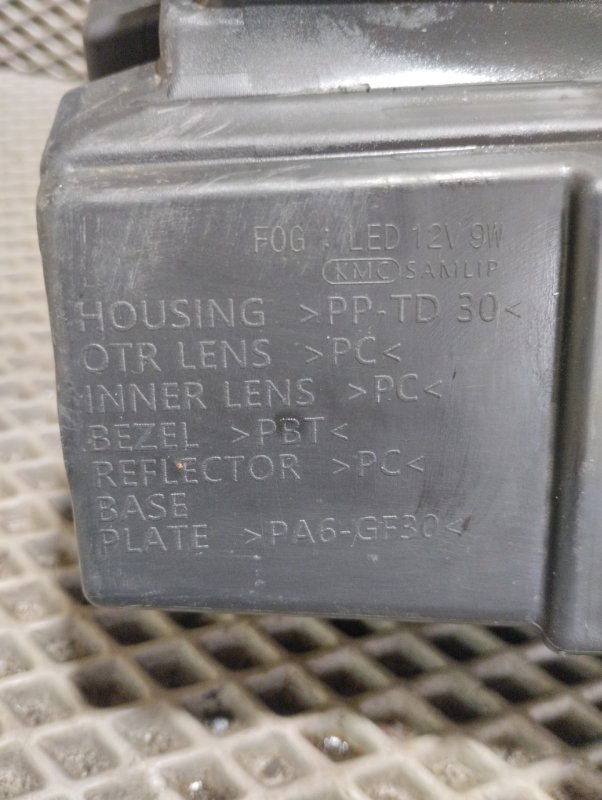 FOG : LED 12V 9W
KMC SAMLIP
HOUSING >PP-TD 30<
OTR LENS >PC<
INNER LENS >PC<
BEZEL >PBT<
REFLECTOR >PC<
BASE
PLATE >PA6-GF30<